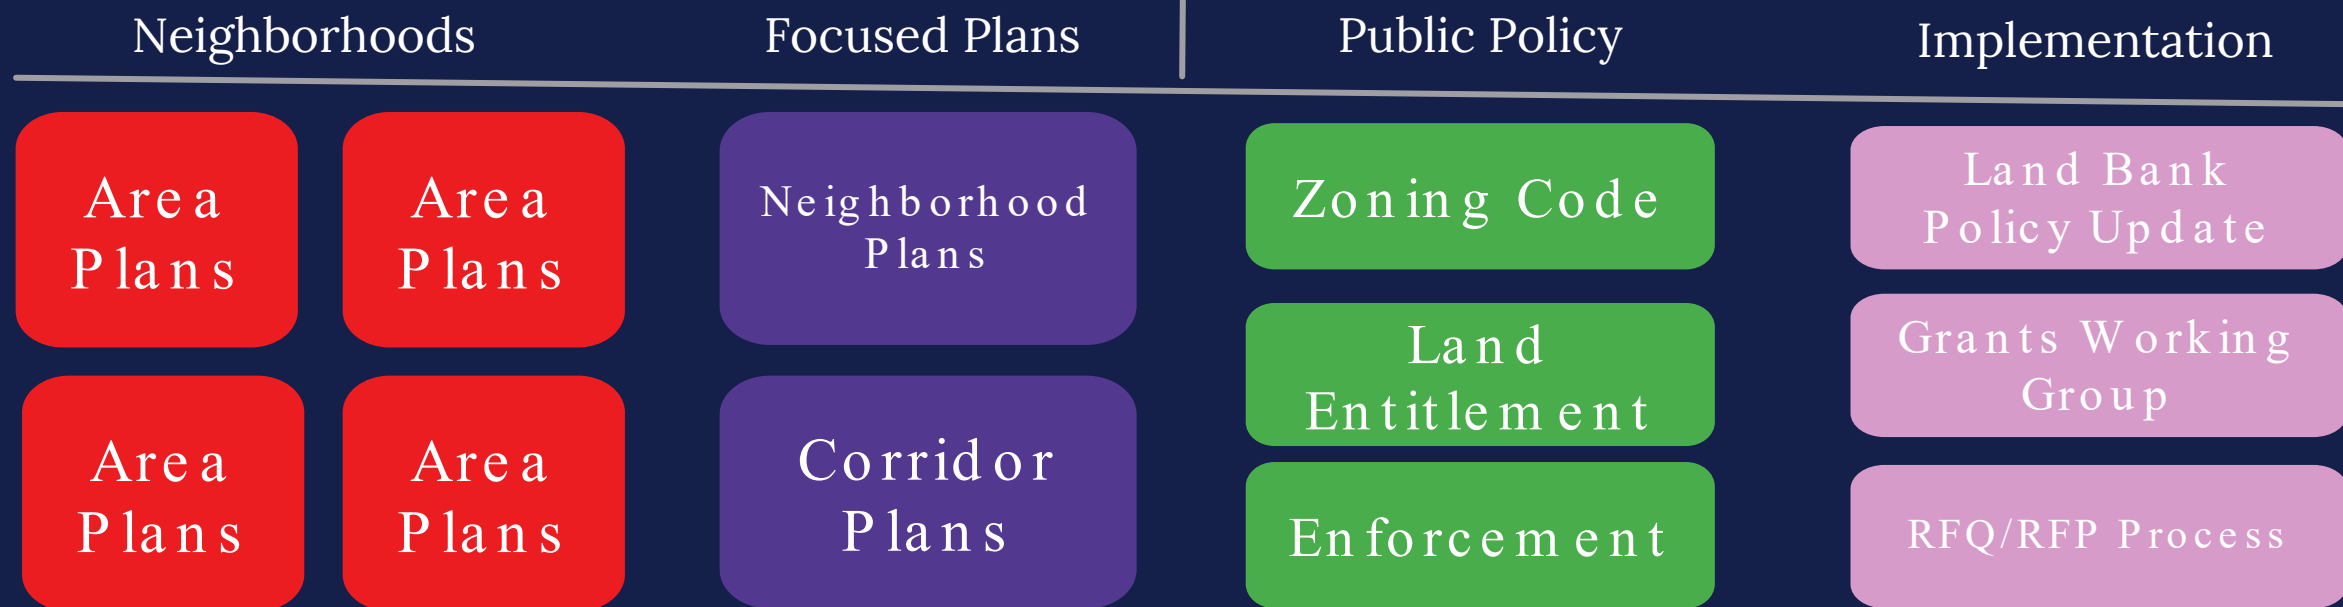 Neighborhoods
Focused Plans
Public Policy
Implementation
Area
Plans
Area
Plans
Area
Plans
Area
Plans
Neighborhood
Plans
Corridor
Plans
Zoning Code
Land
Entitlement
Enforcement
Land Bank
Policy Update
Grants Working
Group
RFQ/RFP Process